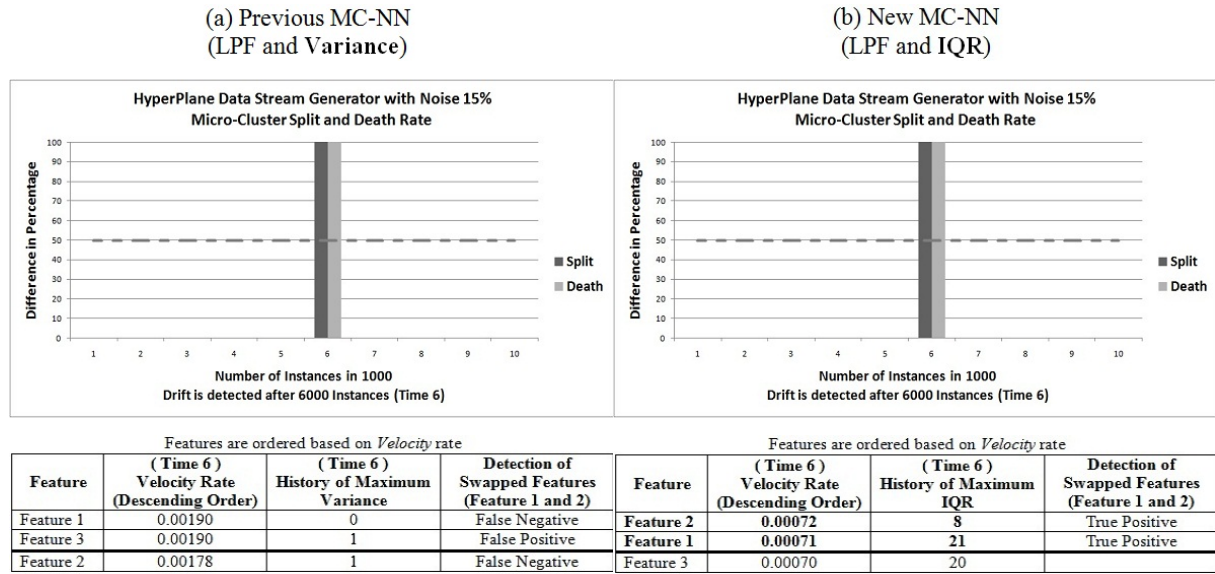 (a) Previous MC-NN
(LPF and Variance)
HyperPlane Data Stream Generator with Noise 15%
Micro-Cluster Split and Death Rate
Difference in Percentage
100
90
80
70
60
50
40
30
20
10
0
1 2 3 4 5 6 7 8 9 10
Split
Death
Number of Instances in 1000
Drift is detected after 6000 Instances (Time 6)
Features are ordered based on Velocity rate
Feature ( Time 6 ) Velocity Rate (Descending Order) ( Time 6 ) History of Maximum Variance Detection of Swapped Features (Feature 1 and 2)
Feature 1 0.00190 0 False Negative
Feature 3 0.00190 1 False Positive
Feature 2 0.00178 1 False Negative
(b) New MC-NN
(LPF and IQR)
HyperPlane Data Stream Generator with Noise 15%
Micro-Cluster Split and Death Rate
Difference in Percentage
100
90
80
70
60
50
40
30
20
10
0
1 2 3 4 5 6 7 8 9 10
Split
Death
Number of Instances in 1000
Drift is detected after 6000 Instances (Time 6)
Features are ordered based on Velocity rate
Feature ( Time 6 ) Velocity Rate (Descending Order) ( Time 6 ) History of Maximum IQR Detection of Swapped Features (Feature 1 and 2)
Feature 2 0.00072 8 True Positive
Feature 1 0.00071 21 True Positive
Feature 3 0.00070 20